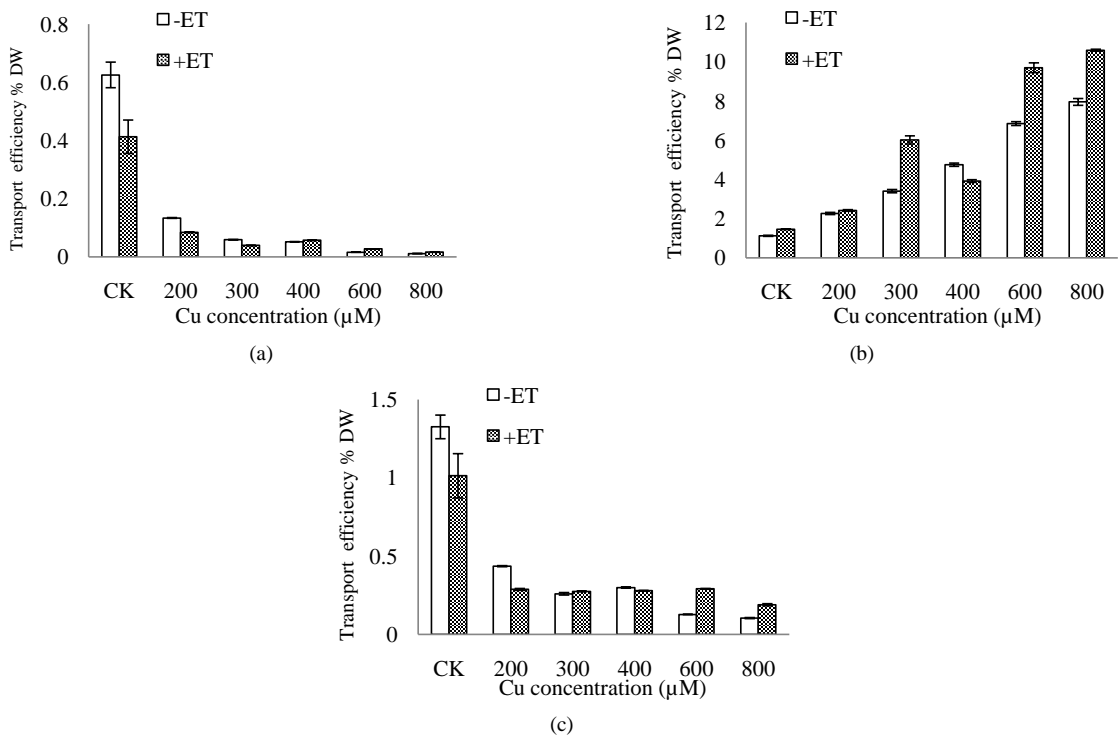 0.8
0.6
0.4
0.2
0
Transport efficiency % DW
-ET
+ET
CK 200 300 400 600 800
Cu concentration (µM)
(a)
12
10
8
6
4
2
0
Transport efficiency % DW
-ET
+ET
CK 200 300 400 600 800
Cu concentration (µM)
(b)
1.5
1
0.5
0
Transport efficiency % DW
-ET
+ET
CK 200 300 400 600 800
Cu concentration (µM)
(c)